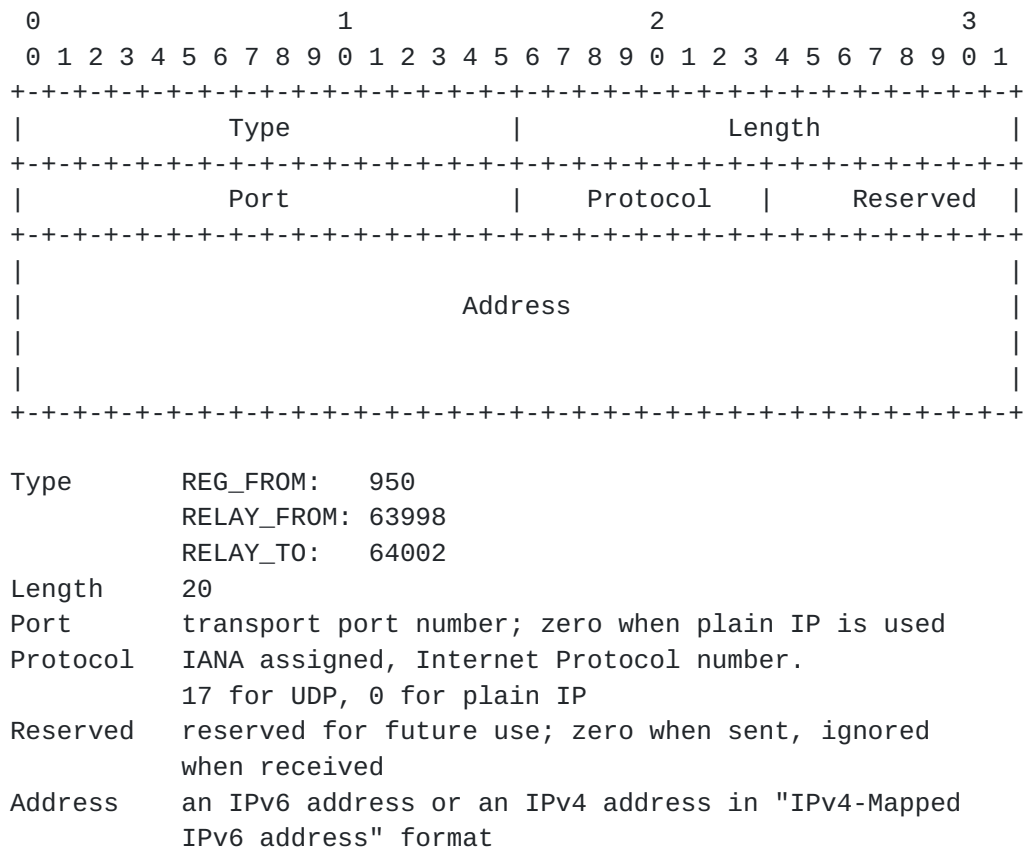 0                   1                   2                   3
 0 1 2 3 4 5 6 7 8 9 0 1 2 3 4 5 6 7 8 9 0 1 2 3 4 5 6 7 8 9 0 1
+-+-+-+-+-+-+-+-+-+-+-+-+-+-+-+-+-+-+-+-+-+-+-+-+-+-+-+-+-+-+-+-+
|             Type              |             Length            |
+-+-+-+-+-+-+-+-+-+-+-+-+-+-+-+-+-+-+-+-+-+-+-+-+-+-+-+-+-+-+-+-+
|             Port              |    Protocol   |     Reserved  |
+-+-+-+-+-+-+-+-+-+-+-+-+-+-+-+-+-+-+-+-+-+-+-+-+-+-+-+-+-+-+-+-+
|                                                               |
|                            Address                            |
|                                                               |
|                                                               |
+-+-+-+-+-+-+-+-+-+-+-+-+-+-+-+-+-+-+-+-+-+-+-+-+-+-+-+-+-+-+-+-+

Type       REG_FROM:   950
           RELAY_FROM: 63998
           RELAY_TO:   64002
Length     20
Port       transport port number; zero when plain IP is used
Protocol   IANA assigned, Internet Protocol number.
           17 for UDP, 0 for plain IP
Reserved   reserved for future use; zero when sent, ignored
           when received
Address    an IPv6 address or an IPv4 address in "IPv4-Mapped
           IPv6 address" format